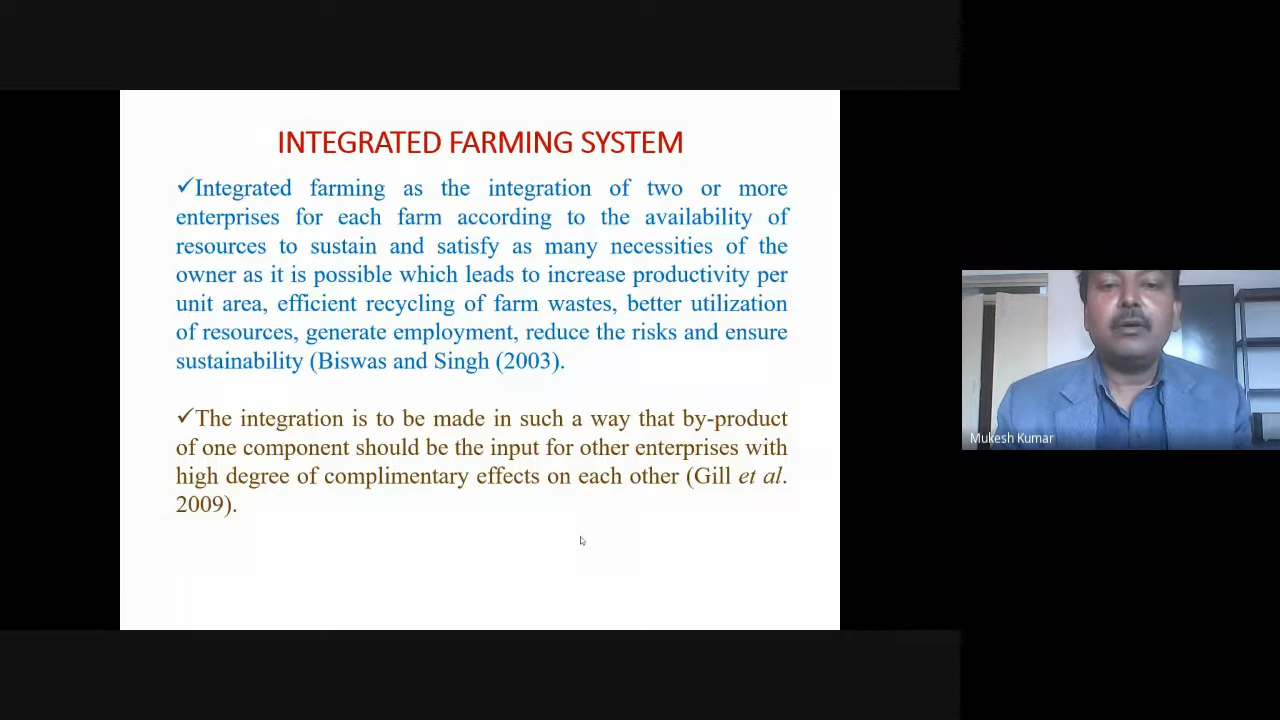 INTEGRATED FARMING SYSTEM
✓Integrated farming as the integration of two or more
enterprises for each farm according to the availability of
resources to sustain and satisfy as many necessities of the
owner as it is possible which leads to increase productivity per
unit area, efficient recycling of farm wastes, better utilization
of resources, generate employment, reduce the risks and ensure
sustainability (Biswas and Singh (2003).
✓The integration is to be made in such a way that by-product
of one component should be the input for other enterprises with
high degree of complimentary effects on each other (Gill et al.
2009).
Mukesh Kumar